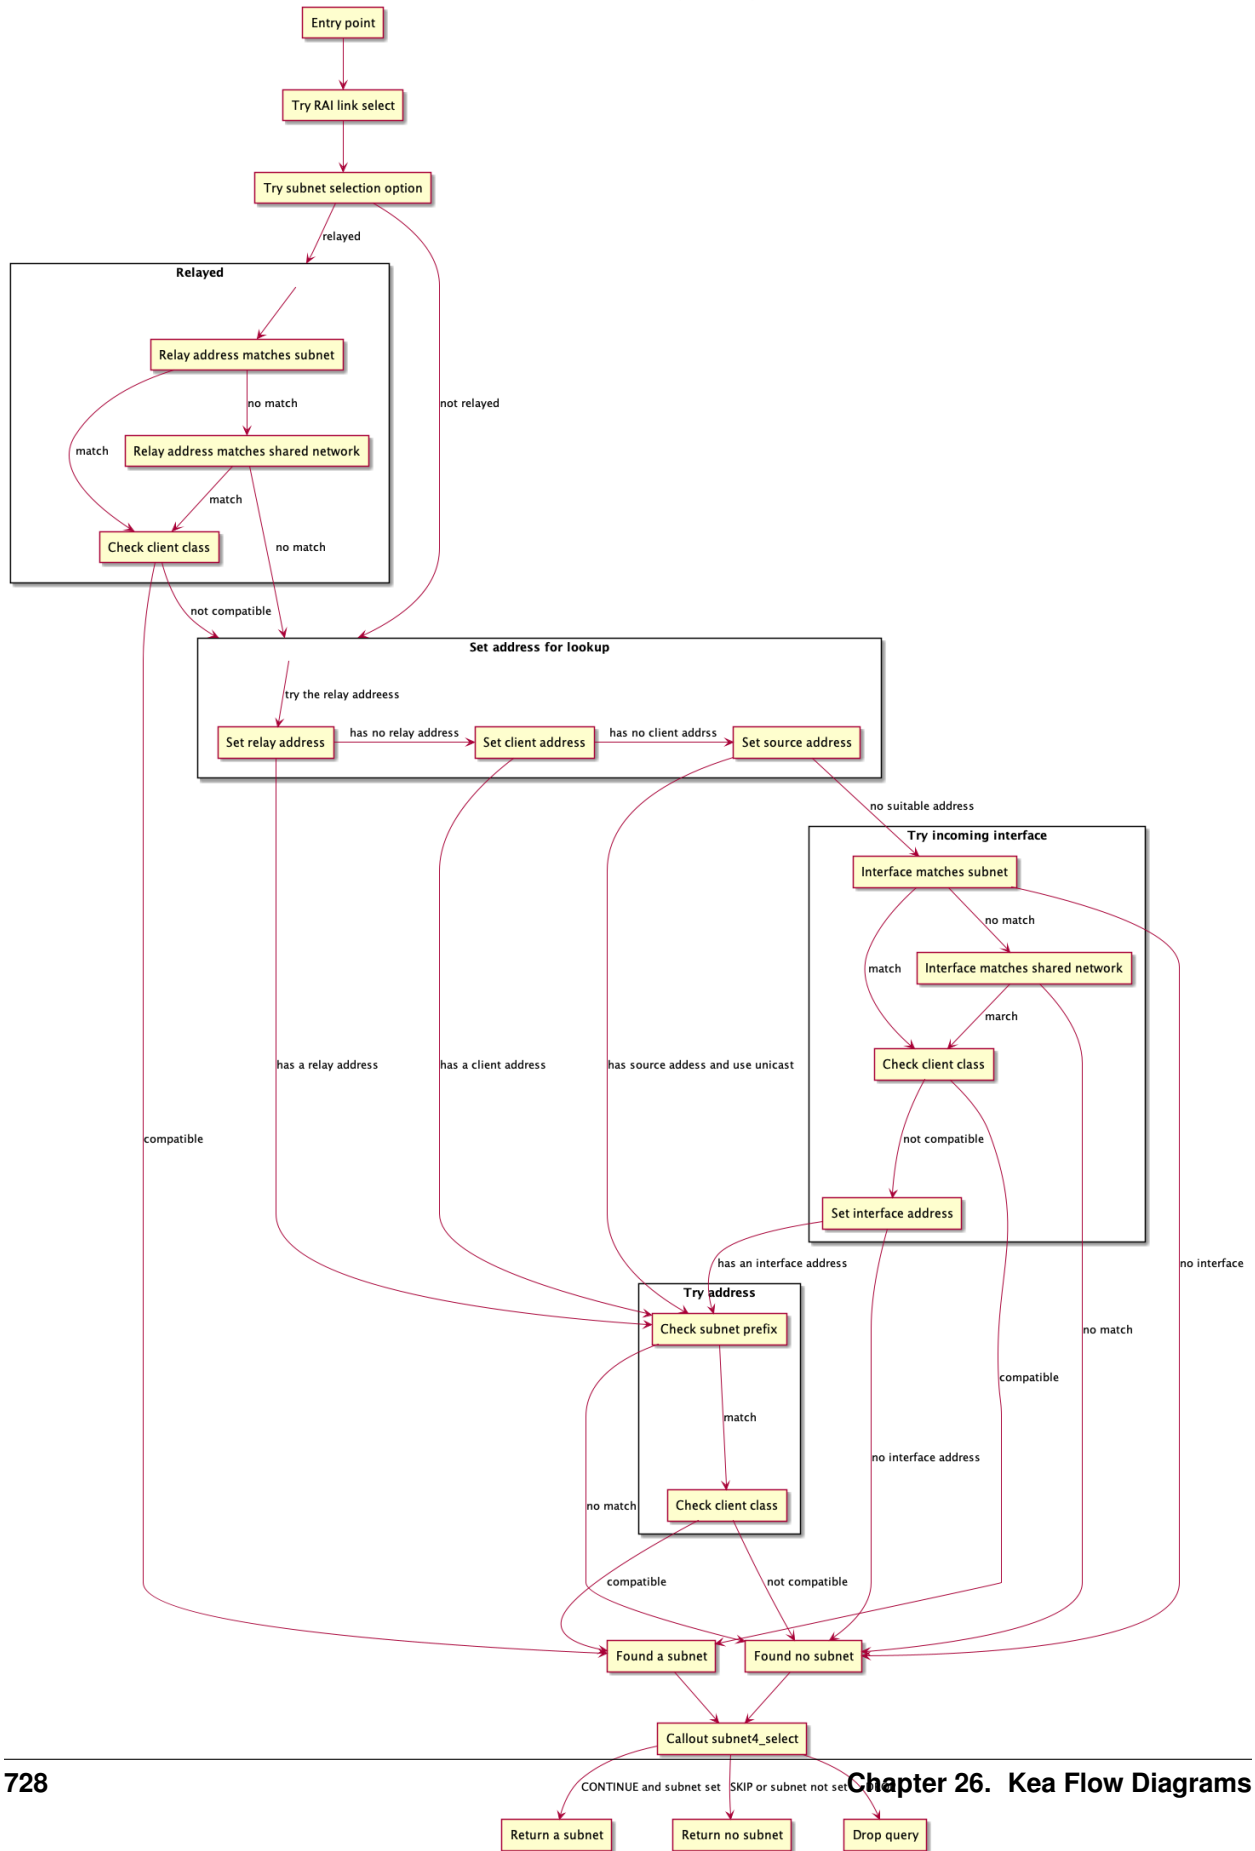 Entry point
Try RAI link select
Try subnet selection option
relayed
Relayed
Relay address matches subnet
no match
not relayed
match
Relay address matches shared network
match
Check client class
no match
not compatible
Set address for lookup
try the relay addreess
Set relay address
has no relay address
Set client address
has no client addrss
Set source address
no suitable address
Try incoming interface
Interface matches subnet
no match
match
Interface matches shared network
march
Check client class
has a relay address
has a client address
has source addess and use unicast
compatible
not compatible
Set interface address
has an interface address
no interface
Try address
Check subnet prefix
no match
compatible
match
no interface address
Check client class
no match
compatible
not compatible
Found a subnet
Found no subnet
Callout subnet4_select
728
Chapter 26. Kea Flow Diagrams
CONTINUE and subnet set
SKIP or subnet not set
Return a subnet
Return no subnet
Drop query